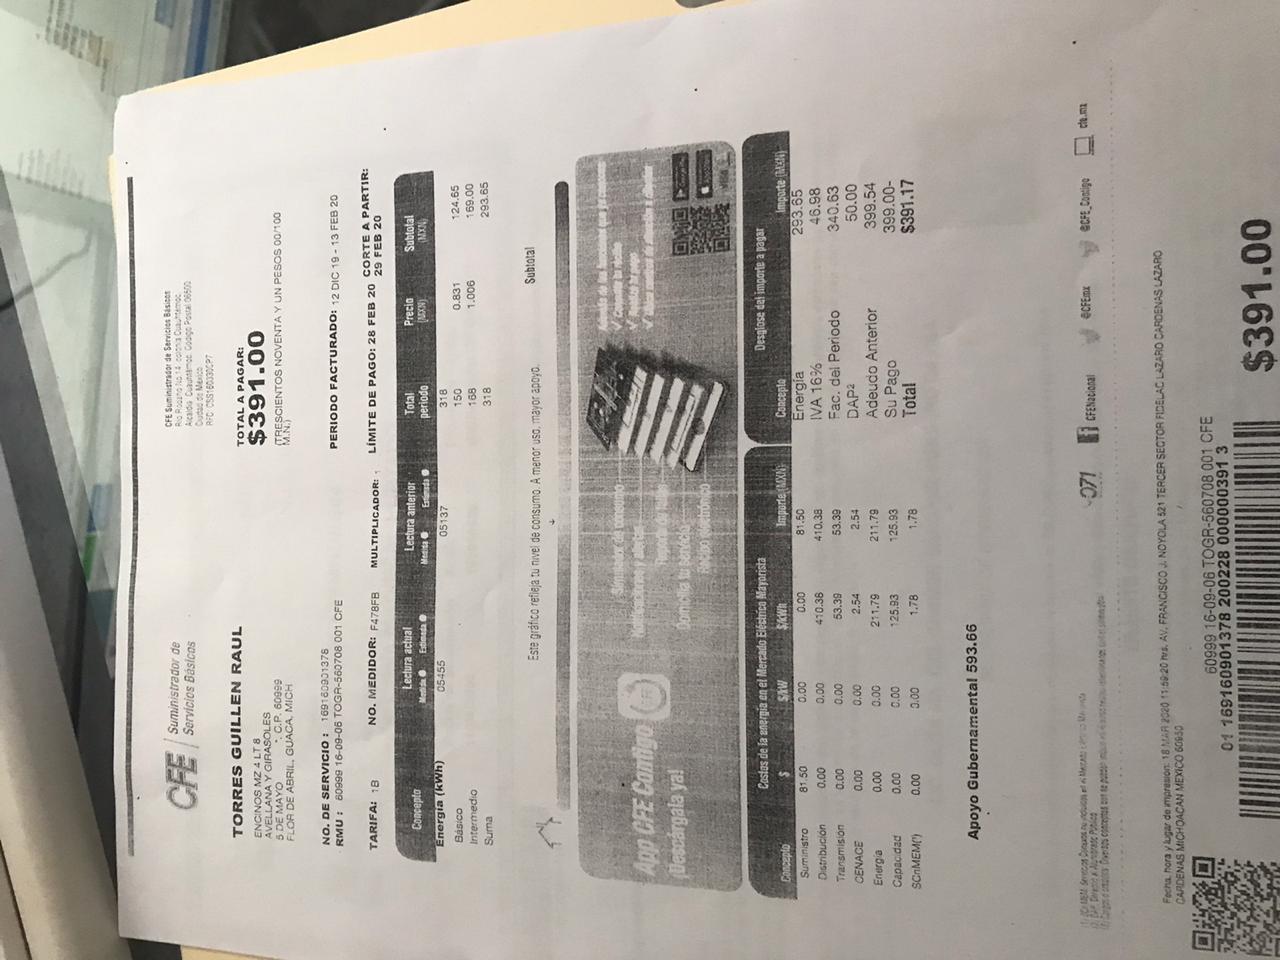 CFE Suministrador de
Servicios Básicos
CFE Suministrador de Servicios Básicos
Río Ródano No.14, colonia Cuauhtémoc,
Alcaldía Cuauhtémoc, Código Postal 06500,
Ciudad de México
RFC: CSS160330CP7
TORRES GUILLEN RAUL
ENCINOS MZ 4 LT 8
AVELLANA Y GIRASOLES
5 DE MAYO C.P. 60999
FLOR DE ABRIL, GUACA, MICH
TOTAL A PAGAR:
$391.00
(TRESCIENTOS NOVENTA Y UN PESOS 00/100
M.N.)
NO. DE SERVICIO : 169160901378
RMU : 60999 16-09-06 TOGR-560708 001 CFE
PERIODO FACTURADO: 12 DIC 19 - 13 FEB 20
TARIFA: 1B NO. MEDIDOR: F478FB MULTIPLICADOR: 1 LÍMITE DE PAGO: 28 FEB 20 CORTE A PARTIR:
29 FEB 20
Concepto Lectura actual Lectura anterior Total Precio Subtotal
Medida Estimada Medida Estimada periodo (MXN) (MXN)
Energía (kWh) 05455 05137 318
Básico 150 0.831 124.65
Intermedio 168 1.006 169.00
Suma 318 293.65
Este gráfico refleja tu nivel de consumo. A menor uso, mayor apoyo. Subtotal
App CFE Contigo
¡Descárgala ya!
Costos de la energía en el Mercado Eléctrico Mayorista
Concepto $ $/kW $/kWh Importe (MXN)
Suministro 81.50 0.00 0.00 81.50
Distribución 0.00 0.00 410.38 410.38
Transmisión 0.00 0.00 53.39 53.39
CENACE 0.00 0.00 2.54 2.54
Energía 0.00 0.00 211.79 211.79
Capacidad 0.00 0.00 125.93 125.93
SCnMEM(¹) 0.00 0.00 1.78 1.78
Desglose del importe a pagar
Concepto Importe (MXN)
Energía 293.65
IVA 16% 46.98
Fac. del Periodo 340.63
DAP² 50.00
Adeudo Anterior 399.54
Su Pago 399.00-
Total $391.17
Apoyo Gubernamental 593.66
071 CFENacional @CFEmx @CFE_Contigo cfe.mx
Fecha, hora y lugar de impresión: 18 MAR 2020 11:59:20 hrs. AV. FRANCISCO J. NOYOLA 521 TERCER SECTOR FIDELAC LAZARO CARDENAS LAZARO
CARDENAS MICHOACAN MEXICO 60950
60999 16-09-06 TOGR-560708 001 CFE
01 169160901378 200228 000000391 3
$391.00